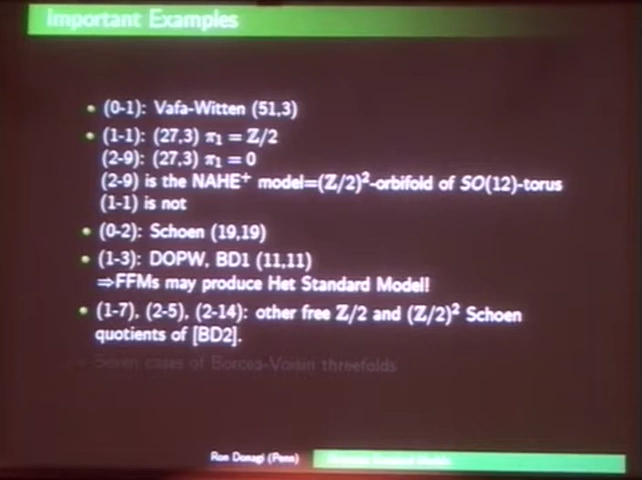 Important Examples
• (0-1): Vafa-Witten (51,3)
• (1-1): (27,3) π₁ = ℤ/2
(2-9): (27,3) π₁ = 0
(2-9) is the NAHE⁺ model=(ℤ/2)²-orbifold of SO(12)-torus
(1-1) is not
• (0-2): Schoen (19,19)
• (1-3): DOPW, BD1 (11,11)
⇒FFMs may produce Het Standard Model!
• (1-7), (2-5), (2-14): other free ℤ/2 and (ℤ/2)² Schoen
quotients of [BD2].
• Seven cases of Borcea-Voisin threefolds
Ron Donagi (Penn)